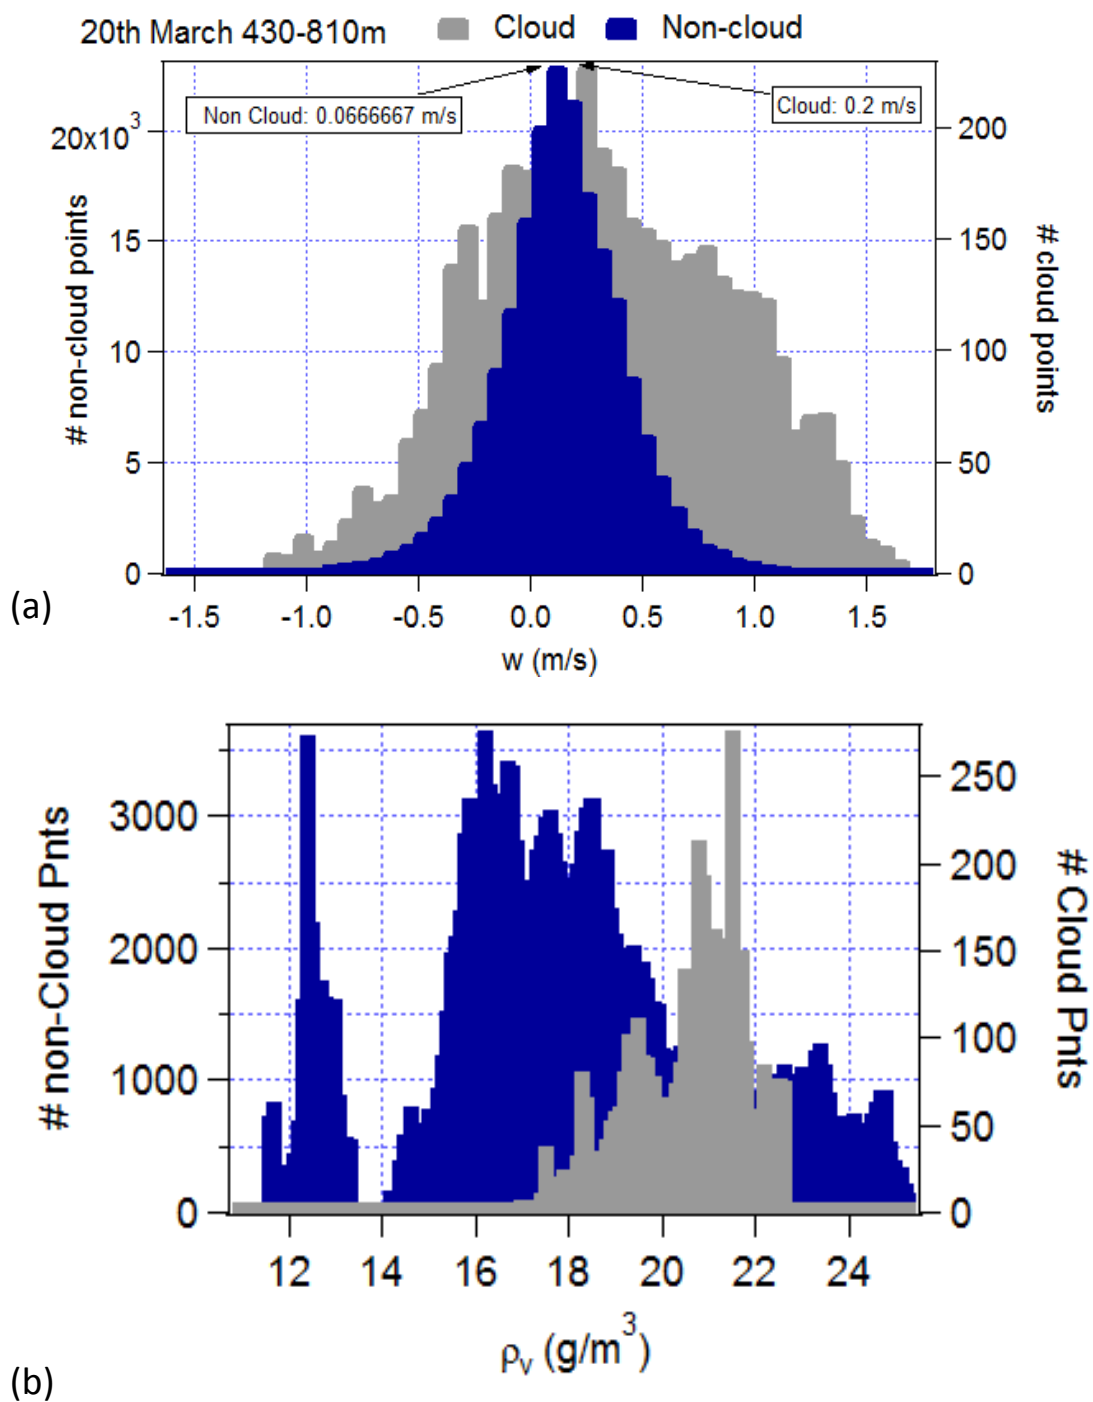 20th March 430-810m Cloud Non-cloud
Non Cloud: 0.0666667 m/s
Cloud: 0.2 m/s
20x10³
15
10
5
0
# non-cloud points
200
150
100
50
0
# cloud points
-1.5 -1.0 -0.5 0.0 0.5 1.0 1.5
w (m/s)
(a)
3000
2000
1000
0
# non-Cloud Pnts
250
200
150
100
50
0
# Cloud Pnts
12 14 16 18 20 22 24
ρᵥ (g/m³)
(b)